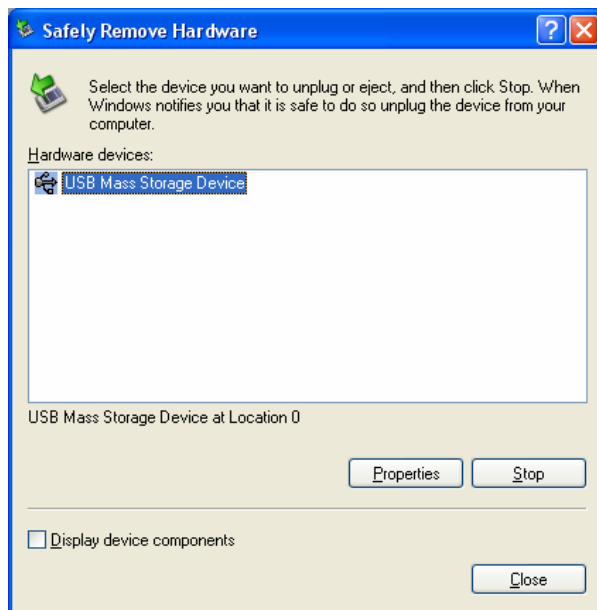 Safely Remove Hardware
Select the device you want to unplug or eject, and then click Stop. When
Windows notifies you that it is safe to do so unplug the device from your
computer.
Hardware devices:
USB Mass Storage Device
USB Mass Storage Device at Location 0
Properties Stop
Display device components
Close